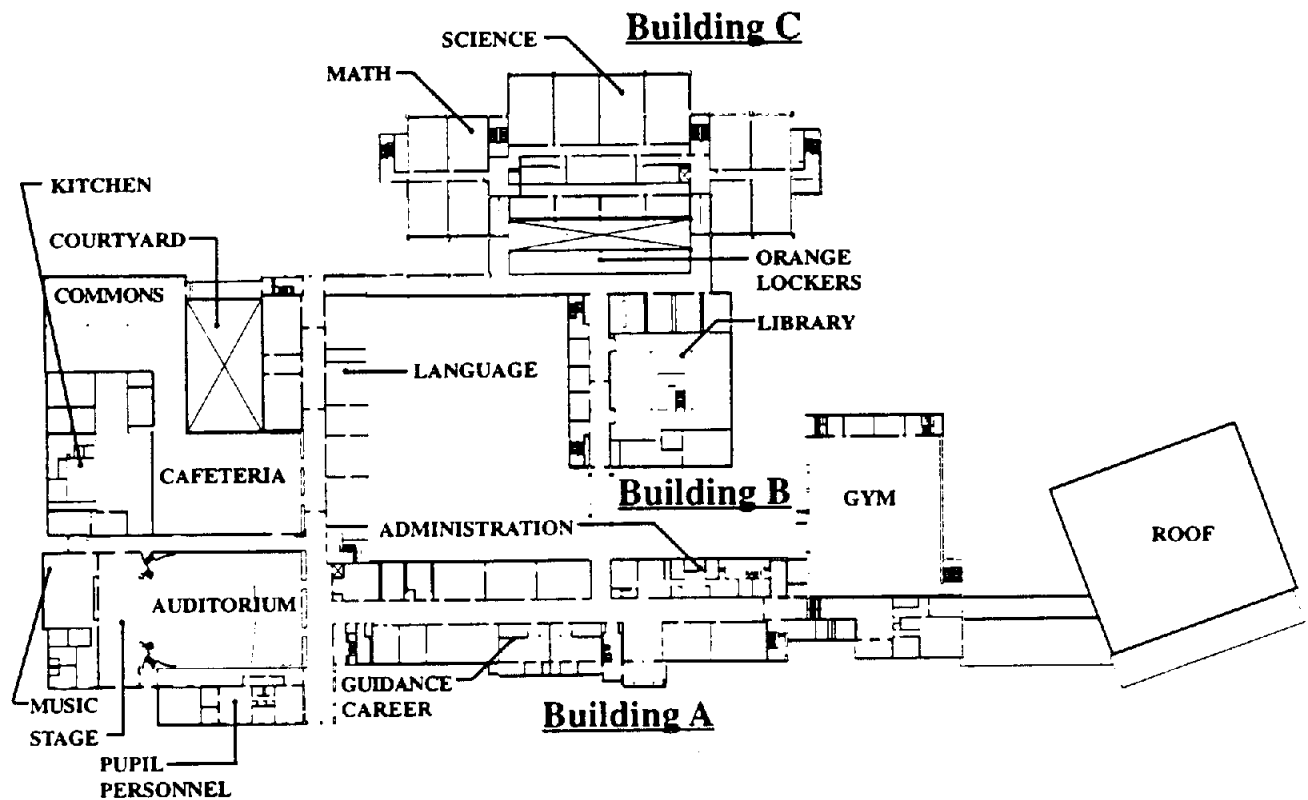 Building C
SCIENCE
MATH
KITCHEN
COURTYARD
COMMONS
ORANGE
LOCKERS
LIBRARY
LANGUAGE
CAFETERIA
Building B
GYM
ADMINISTRATION
ROOF
AUDITORIUM
GUIDANCE
CAREER
MUSIC
Building A
STAGE
PUPIL
PERSONNEL